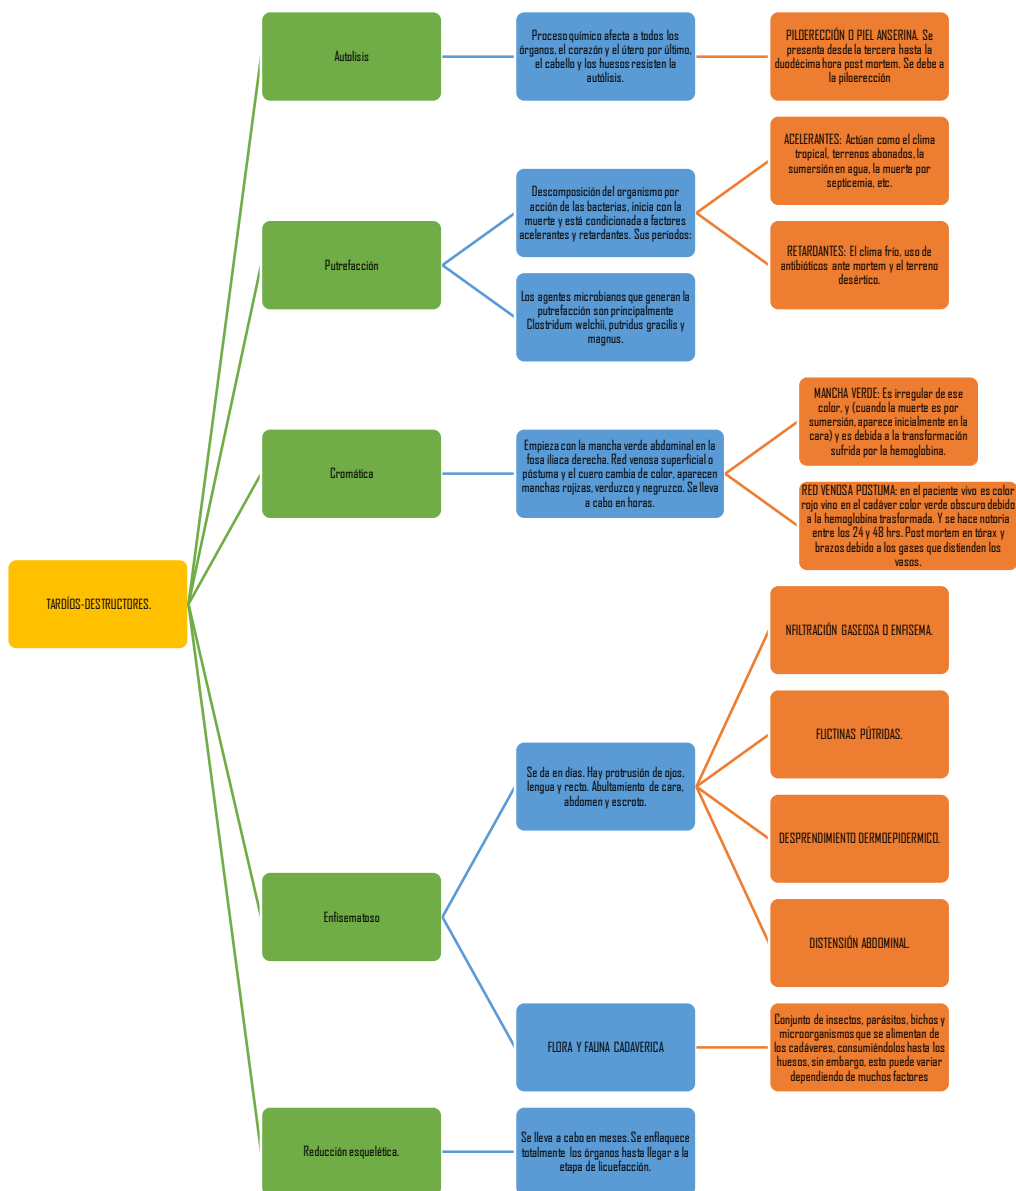 TARDÍOS-DESTRUCTORES.
Autolisis
Proceso químico afecta a todos los
órganos, el corazón y el útero por último,
el cabello y los huesos resisten la
autólisis.
PILOERECCIÓN O PIEL ANSERINA. Se
presenta desde la tercera hasta la
duodécima hora post mortem. Se debe a
la piloerección
Putrefacción
Descomposición del organismo por
acción de las bacterias, inicia con la
muerte y está condicionada a factores
acelerantes y retardantes. Sus períodos:
ACELERANTES: Actúan como el clima
tropical, terrenos abonados, la
sumersión en agua, la muerte por
septicemia, etc.
RETARDANTES: El clima frío, uso de
antibióticos ante mortem y el terreno
desértico.
Los agentes microbianos que generan la
putrefacción son principalmente
Clostridum welchii, putridus gracilis y
magnus.
Cromática
Empieza con la mancha verde abdominal en la
fosa iliaca derecha. Red venosa superficial o
póstuma y el cuero cambia de color, aparecen
manchas rojizas, verduzco y negruzco. Se lleva
a cabo en horas.
MANCHA VERDE: Es irregular de ese
color, y (cuando la muerte es por
sumersión, aparece inicialmente en la
cara) y es debida a la transformación
sufrida por la hemoglobina.
RED VENOSA POSTUMA: en el paciente vivo es color
rojo vino en el cadáver color verde obscuro debido
a la hemoglobina trasformada. Y se hace notoria
entre los 24 y 48 hrs. Post mortem en tórax y
brazos debido a los gases que distienden los
vasos.
Enfisematoso
Se da en días. Hay protrusión de ojos,
lengua y recto. Abultamiento de cara,
abdomen y escroto.
NFILTRACIÓN GASEOSA O ENFISEMA.
FLICTINAS PÚTRIDAS.
DESPRENDIMIENTO DERMOEPIDERMICO.
DISTENSIÓN ABDOMINAL.
FLORA Y FAUNA CADAVERICA
Conjunto de insectos, parásitos, bichos y
microorganismos que se alimentan de
los cadáveres, consumiéndolos hasta los
huesos, sin embargo, esto puede variar
dependiendo de muchos factores
Reducción esquelética.
Se lleva a cabo en meses. Se enflaquece
totalmente los órganos hasta llegar a la
etapa de licuefacción.